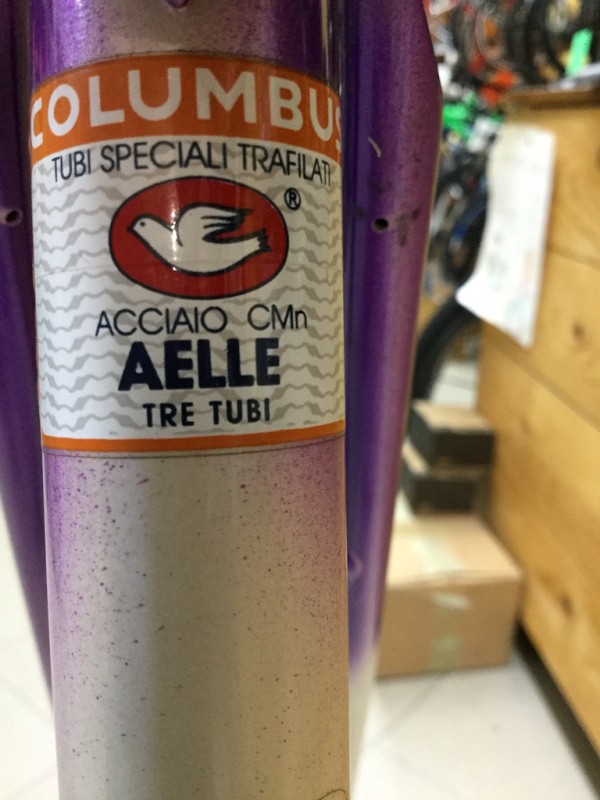 COLUMBUS
TUBI SPECIALI TRAFILATI
®
ACCIAIO CMn
AELLE
TRE TUBI